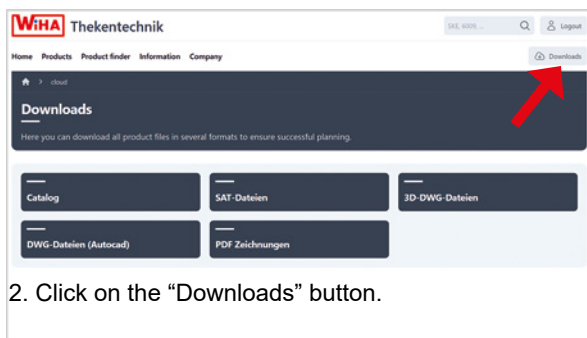 WiHA Thekentechnik
SKE, 600V, ...
Logout
Home Products Product finder Information Company
Downloads
cloud
Downloads
Here you can download all product files in several formats to ensure successful planning.
Catalog
SAT-Dateien
3D-DWG-Dateien
DWG-Dateien (Autocad)
PDF Zeichnungen
2. Click on the “Downloads” button.